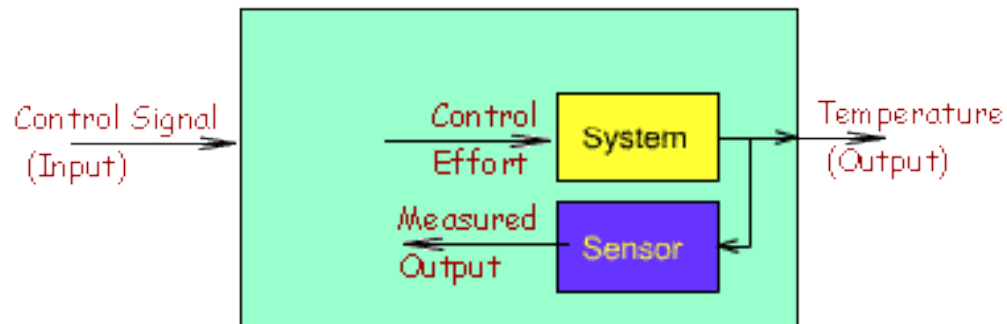 Control Signal
(Input)
Control
Effort
System
Temperature
(Output)
Measured
Output
Sensor